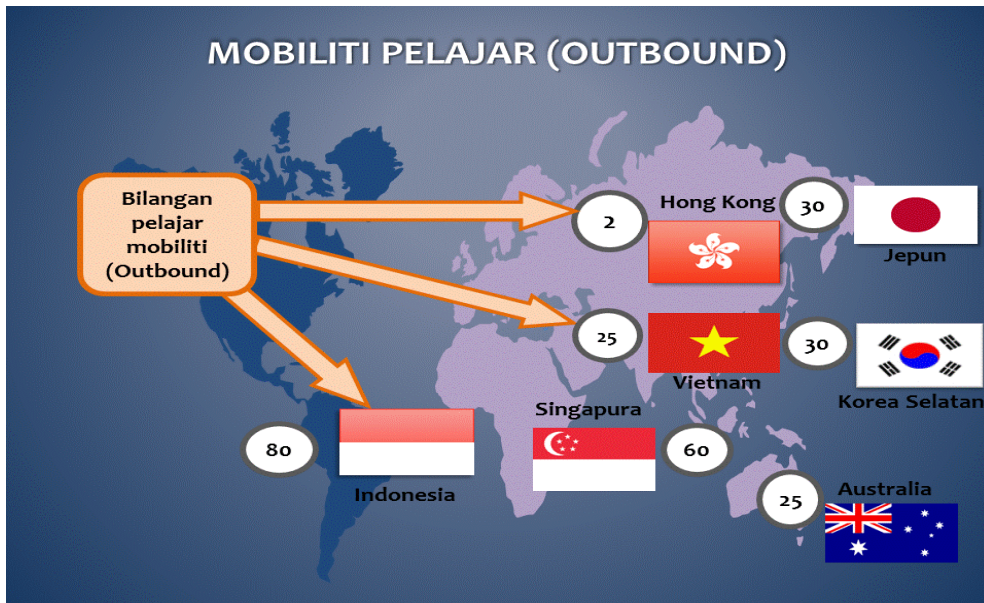 MOBILITI PELAJAR (OUTBOUND)
Bilangan
pelajar
mobiliti
(Outbound)
2
Hong Kong
30
Jepun
25
Vietnam
30
Korea Selatan
80
Indonesia
Singapura
60
25
Australia